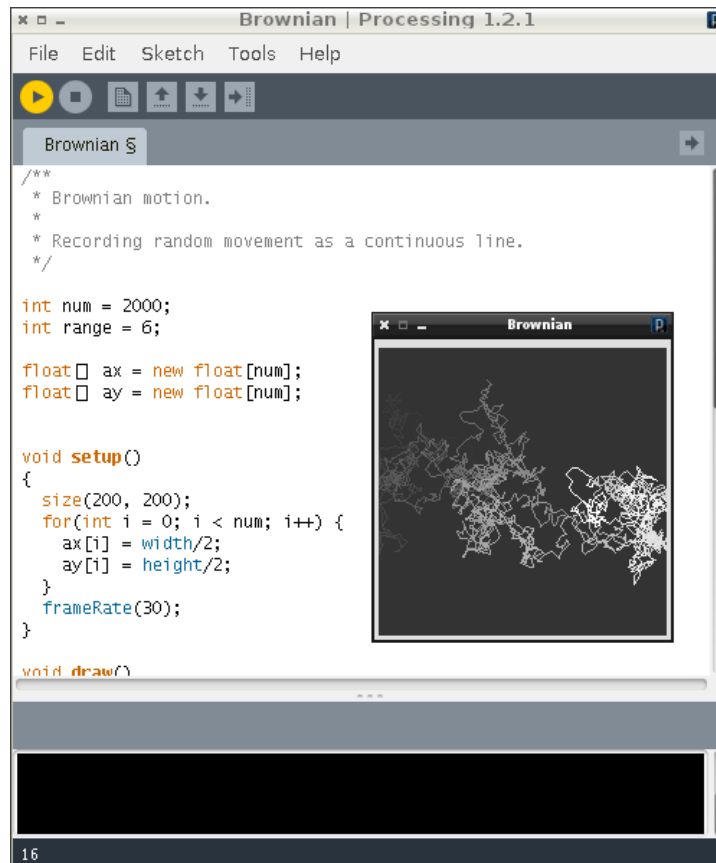 Brownian | Processing 1.2.1
File Edit Sketch Tools Help
Brownian §
/**
 * Brownian motion.
 *
 * Recording random movement as a continuous line.
 */
int num = 2000;
int range = 6;
float[] ax = new float[num];
float[] ay = new float[num];
void setup()
{
  size(200, 200);
  for(int i = 0; i < num; i++) {
    ax[i] = width/2;
    ay[i] = height/2;
  }
  frameRate(30);
}
void draw()
Brownian
16